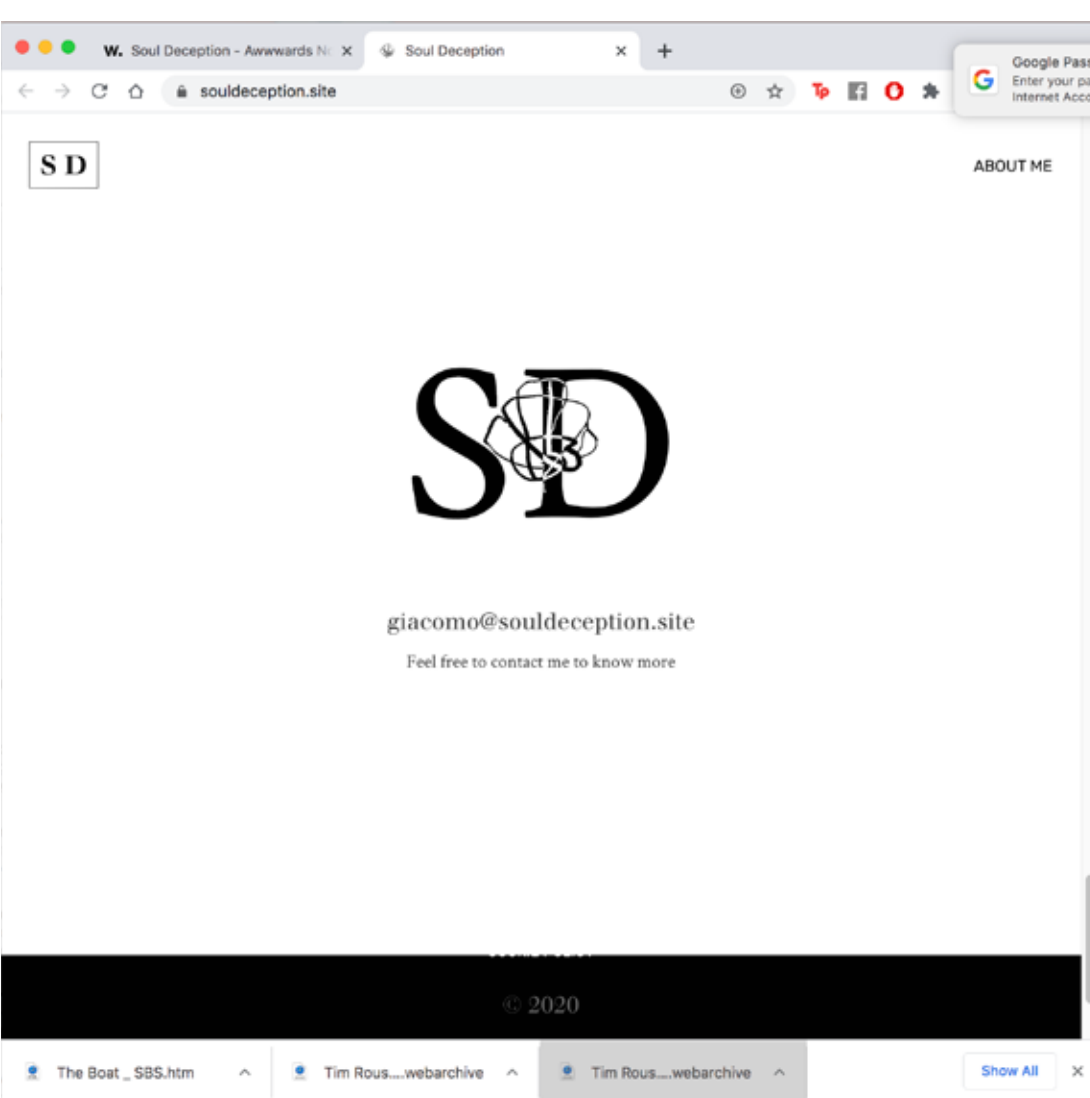 W. Soul Deception - Awwwards No
Soul Deception
Google Pass
Enter your pa
Internet Acco
souldeception.site
S D
ABOUT ME
SD
giacomo@souldeception.site
Feel free to contact me to know more
© 2020
The Boat _ SBS.htm
Tim Rous....webarchive
Tim Rous....webarchive
Show All